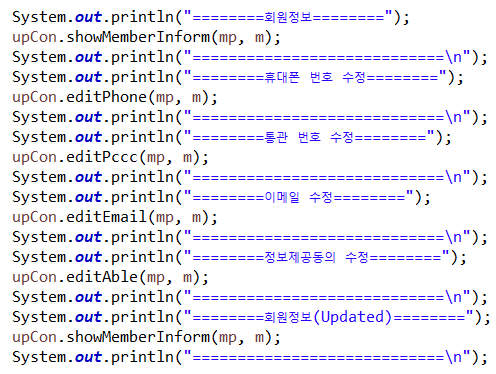 System.out.println("========회원정보========");
upCon.showMemberInform(mp, m);
System.out.println("============================\n");
System.out.println("========휴대폰 번호 수정========");
upCon.editPhone(mp, m);
System.out.println("============================\n");
System.out.println("========통관 번호 수정========");
upCon.editPccc(mp, m);
System.out.println("============================\n");
System.out.println("========이메일 수정========");
upCon.editEmail(mp, m);
System.out.println("============================\n");
System.out.println("========정보제공동의 수정========");
upCon.editAble(mp, m);
System.out.println("============================\n");
System.out.println("========회원정보(Updated)========");
upCon.showMemberInform(mp, m);
System.out.println("============================\n");